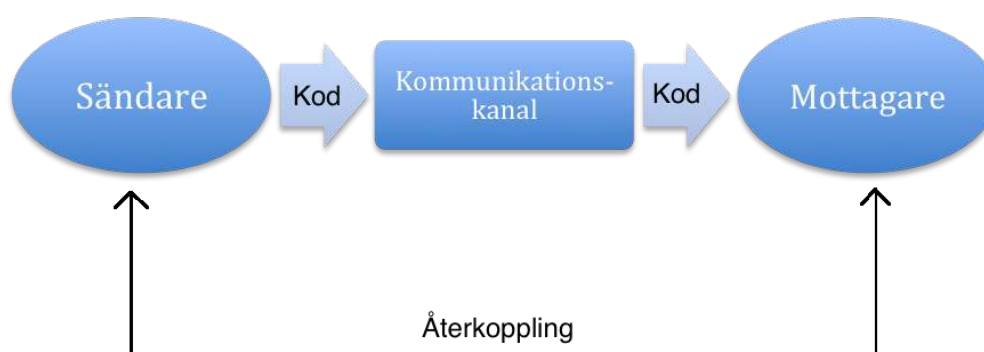 Sändare
Kod
Kommunikations-
kanal
Kod
Mottagare
Återkoppling